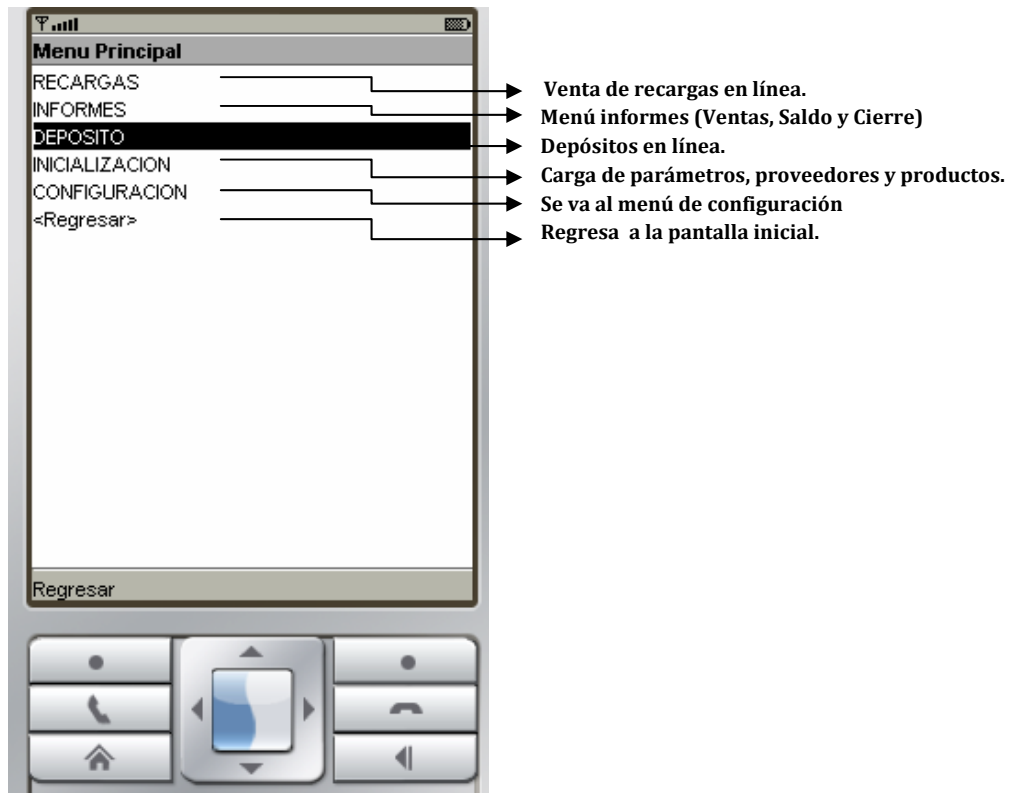 Menu Principal
RECARGAS
INFORMES
DEPOSITO
INICIALIZACION
CONFIGURACION
<Regresar>
Regresar
Venta de recargas en línea.
Menú informes (Ventas, Saldo y Cierre)
Depósitos en línea.
Carga de parámetros, proveedores y productos.
Se va al menú de configuración
Regresa a la pantalla inicial.